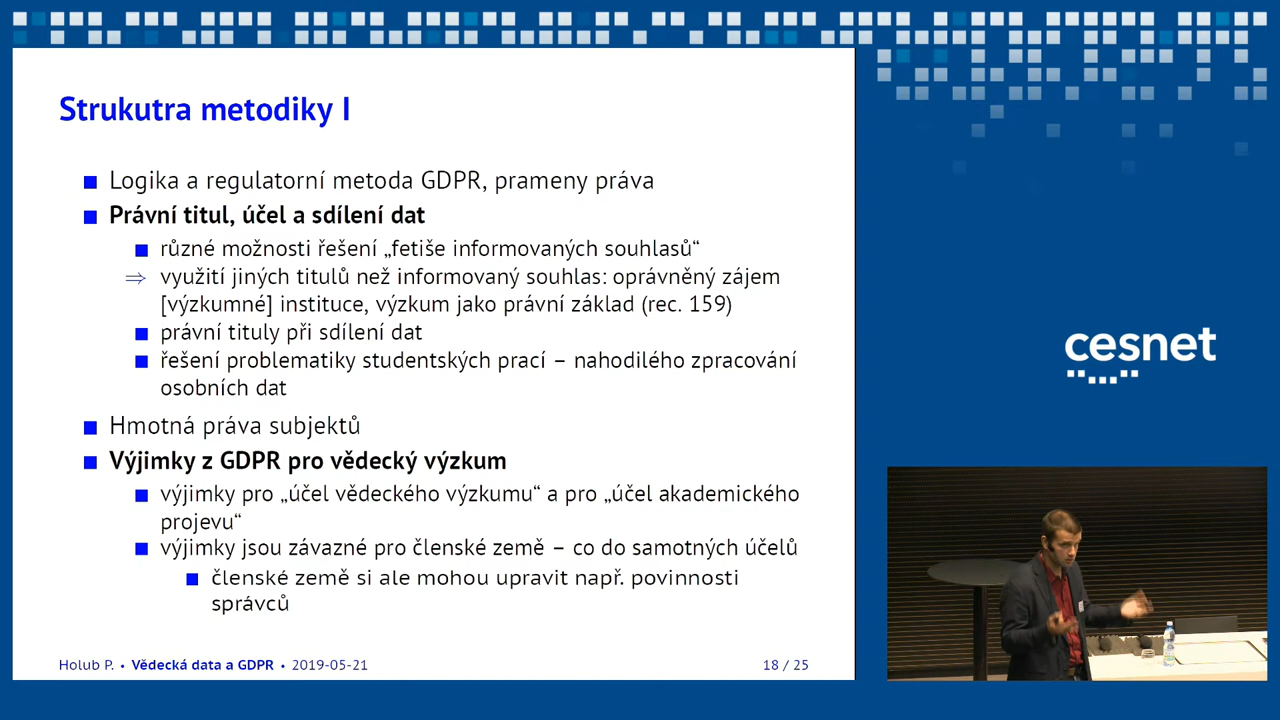 Strukutra metodiky I
Logika a regulatorní metoda GDPR, prameny práva
Právní titul, účel a sdílení dat
různé možnosti řešení „fetiše informovaných souhlasů“
⇒ využití jiných titulů než informovaný souhlas: oprávněný zájem
[výzkumné] instituce, výzkum jako právní základ (rec. 159)
právní tituly při sdílení dat
řešení problematiky studentských prací – nahodilého zpracování
osobních dat
Hmotná práva subjektů
Výjimky z GDPR pro vědecký výzkum
výjimky pro „účel vědeckého výzkumu“ a pro „účel akademického
projevu“
výjimky jsou závazné pro členské země – co do samotných účelů
členské země si ale mohou upravit např. povinnosti
správců
Holub P. • Vědecká data a GDPR • 2019-05-21
18 / 25
cesnet